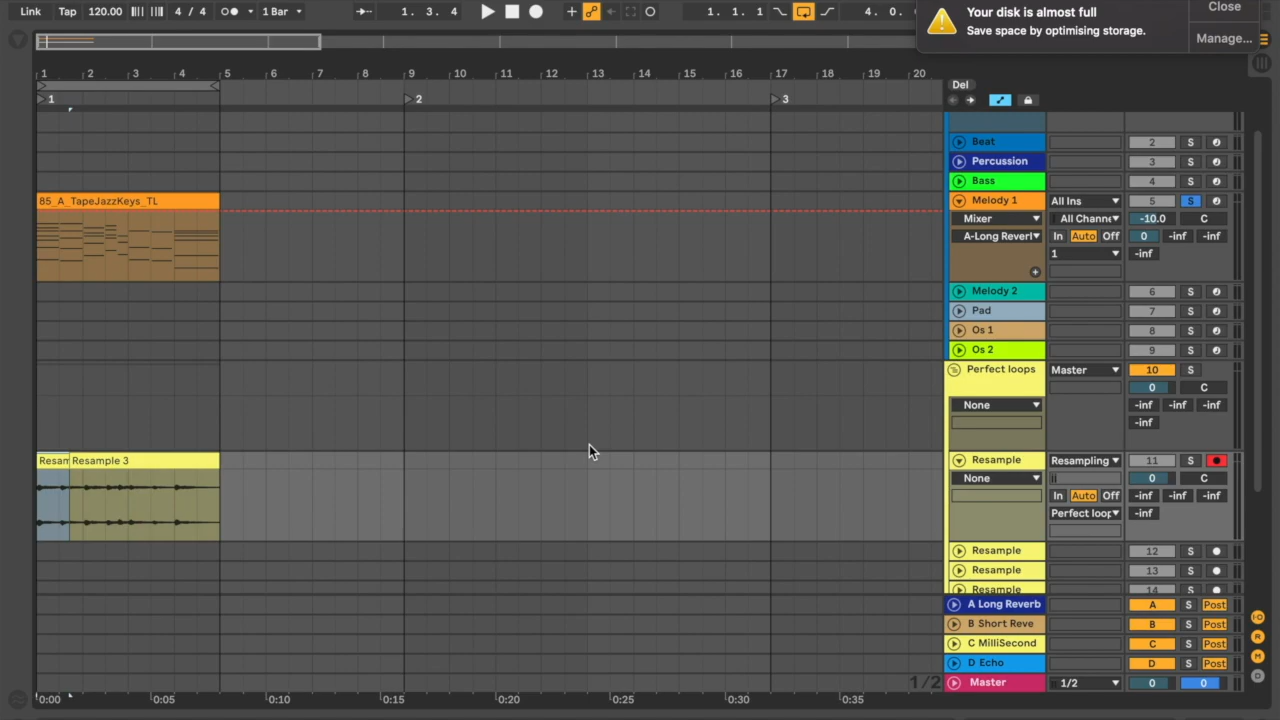 Link Tap 120.00 4 / 4 1 Bar 1. 3. 4 1. 1. 1 4. 0.
Your disk is almost full
Save space by optimising storage.
Close
Manage...
1 2 3 4 5 6 7 8 9 10 11 12 13 14 15 16 17 18 19 20
Del
1 2 3
Beat 2 S
Percussion 3 S
Bass 4 S
85_A_TapeJazzKeys_TL
Melody 1 All Ins 5 S
Mixer All Channe -10.0 C
A-Long Reverl In Auto Off 0 -inf -inf
1 -inf
Melody 2 6 S
Pad 7 S
Os 1 8 S
Os 2 9 S
Perfect loops Master 10 S
0 C
None -inf -inf -inf
-inf
Resam Resample 3
Resample Resampling 11 S
None 0 C
In Auto Off -inf -inf -inf
Perfect loop -inf
Resample 12 S
Resample 13 S
Resample 14 S
A Long Reverb A S Post
B Short Reve B S Post
C MilliSecond C S Post
D Echo D S Post
1/2
Master 1/2 0 0
0:00 0:05 0:10 0:15 0:20 0:25 0:30 0:35